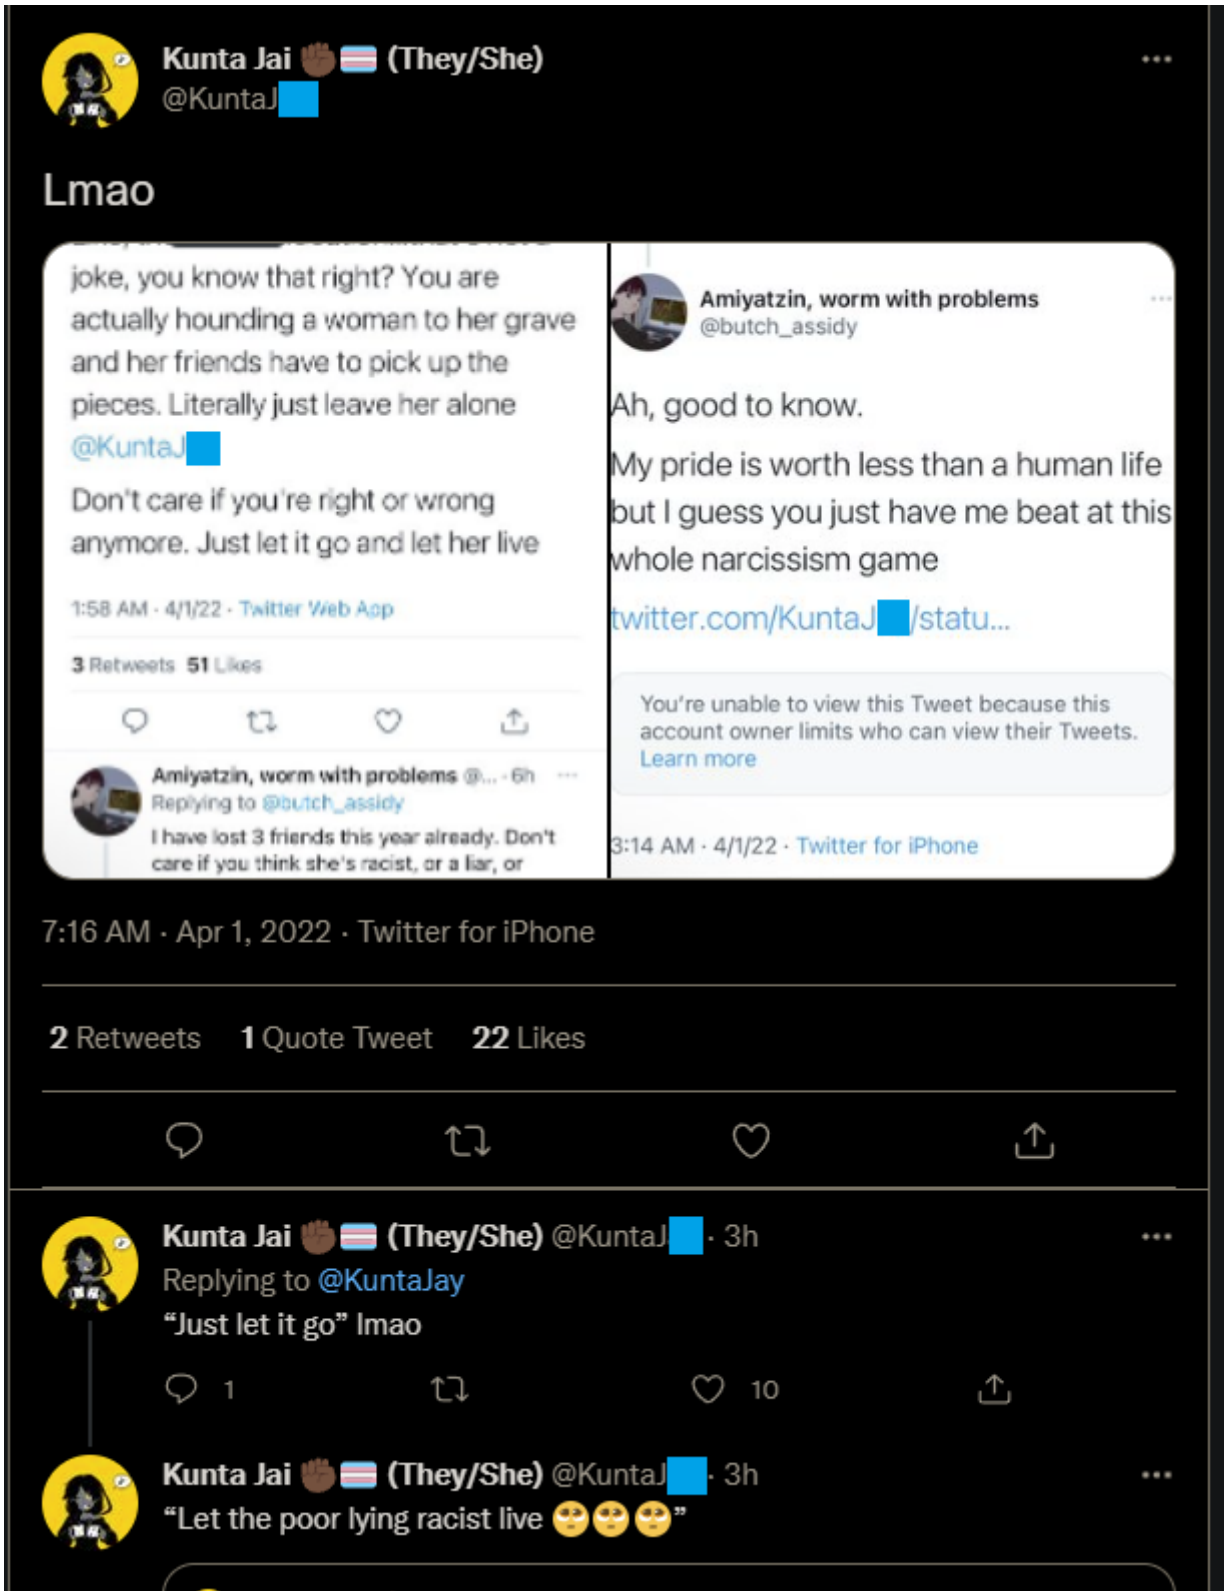 Kunta Jai ✊🏿🏳️‍⚧️ (They/She)
@KuntaJ
Lmao
joke, you know that right? You are
actually hounding a woman to her grave
and her friends have to pick up the
pieces. Literally just leave her alone
@KuntaJ
Don't care if you're right or wrong
anymore. Just let it go and let her live
1:58 AM · 4/1/22 · Twitter Web App
3 Retweets 51 Likes
Amiyatzin, worm with problems @... · 6h
Replying to @butch_assidy
I have lost 3 friends this year already. Don't
care if you think she's racist, or a liar, or
Amiyatzin, worm with problems
@butch_assidy
Ah, good to know.
My pride is worth less than a human life
but I guess you just have me beat at this
whole narcissism game
twitter.com/KuntaJ /statu...
You're unable to view this Tweet because this
account owner limits who can view their Tweets.
Learn more
3:14 AM · 4/1/22 · Twitter for iPhone
7:16 AM · Apr 1, 2022 · Twitter for iPhone
2 Retweets 1 Quote Tweet 22 Likes
Kunta Jai ✊🏿🏳️‍⚧️ (They/She) @KuntaJ · 3h
Replying to @KuntaJay
“Just let it go” lmao
1 10
Kunta Jai ✊🏿🏳️‍⚧️ (They/She) @KuntaJ · 3h
“Let the poor lying racist live 🥺🥺🥺”